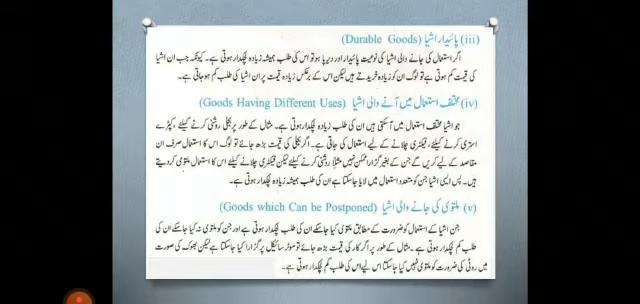 (iii) پائیدار اشیا (Durable Goods)
اگر استعمال کی جانے والی اشیا کی نوعیت پائیدار اور دیرپا ہو تو اس کی طلب ہمیشہ زیادہ لچکدار ہوتی ہے۔ کیونکہ جب ان اشیا
کی قیمت کم ہوتی ہے تو لوگ ان کو زیادہ خریدتے ہیں لیکن اس کے برعکس زیادہ قیمت پر ان اشیا کی طلب کم ہو جاتی ہے۔
(iv) مختلف استعمال میں آنے والی اشیا (Goods Having Different Uses)
جو اشیا مختلف استعمال میں آسکتی ہیں ان کی طلب زیادہ لچکدار ہوتی ہے۔ مثال کے طور پر بجلی روشنی کرنے کیلئے، کپڑے
استری کرنے کیلئے، فیکٹری چلانے کے لیے استعمال کی جاتی ہے۔ اگر بجلی کی قیمت بڑھ جائے تو لوگ اس کا استعمال صرف ان
مقاصد کے لیے کریں گے جن کے بغیر گزارا ممکن نہیں مثلاً روشنی کرنے کیلئے لیکن فیکٹری چلانے کیلئے اس کا استعمال ملتوی کر دیتے
ہیں۔ پس ایسی اشیا جن کو متعدد استعمال میں لایا جاسکتا ہے ان کی طلب ہمیشہ زیادہ لچکدار ہوتی ہے۔
(v) ملتوی کی جانے والی اشیا (Goods which Can be Postponed)
جن اشیا کے استعمال کو ضرورت کے مطابق ملتوی کیا جاسکے ان کی طلب لچکدار ہوتی ہے اور جن کو ملتوی نہ کیا جاسکے ان کی
طلب کم لچکدار ہوتی ہے۔ مثال کے طور پر اگر کار کی قیمت بڑھ جائے تو موٹر سائیکل پر گزارا کیا جاسکتا ہے لیکن بھوک کی صورت
میں روٹی کی ضرورت کو ملتوی نہیں کیا جاسکتا اس لیے اس کی طلب کم لچکدار ہوتی ہے۔